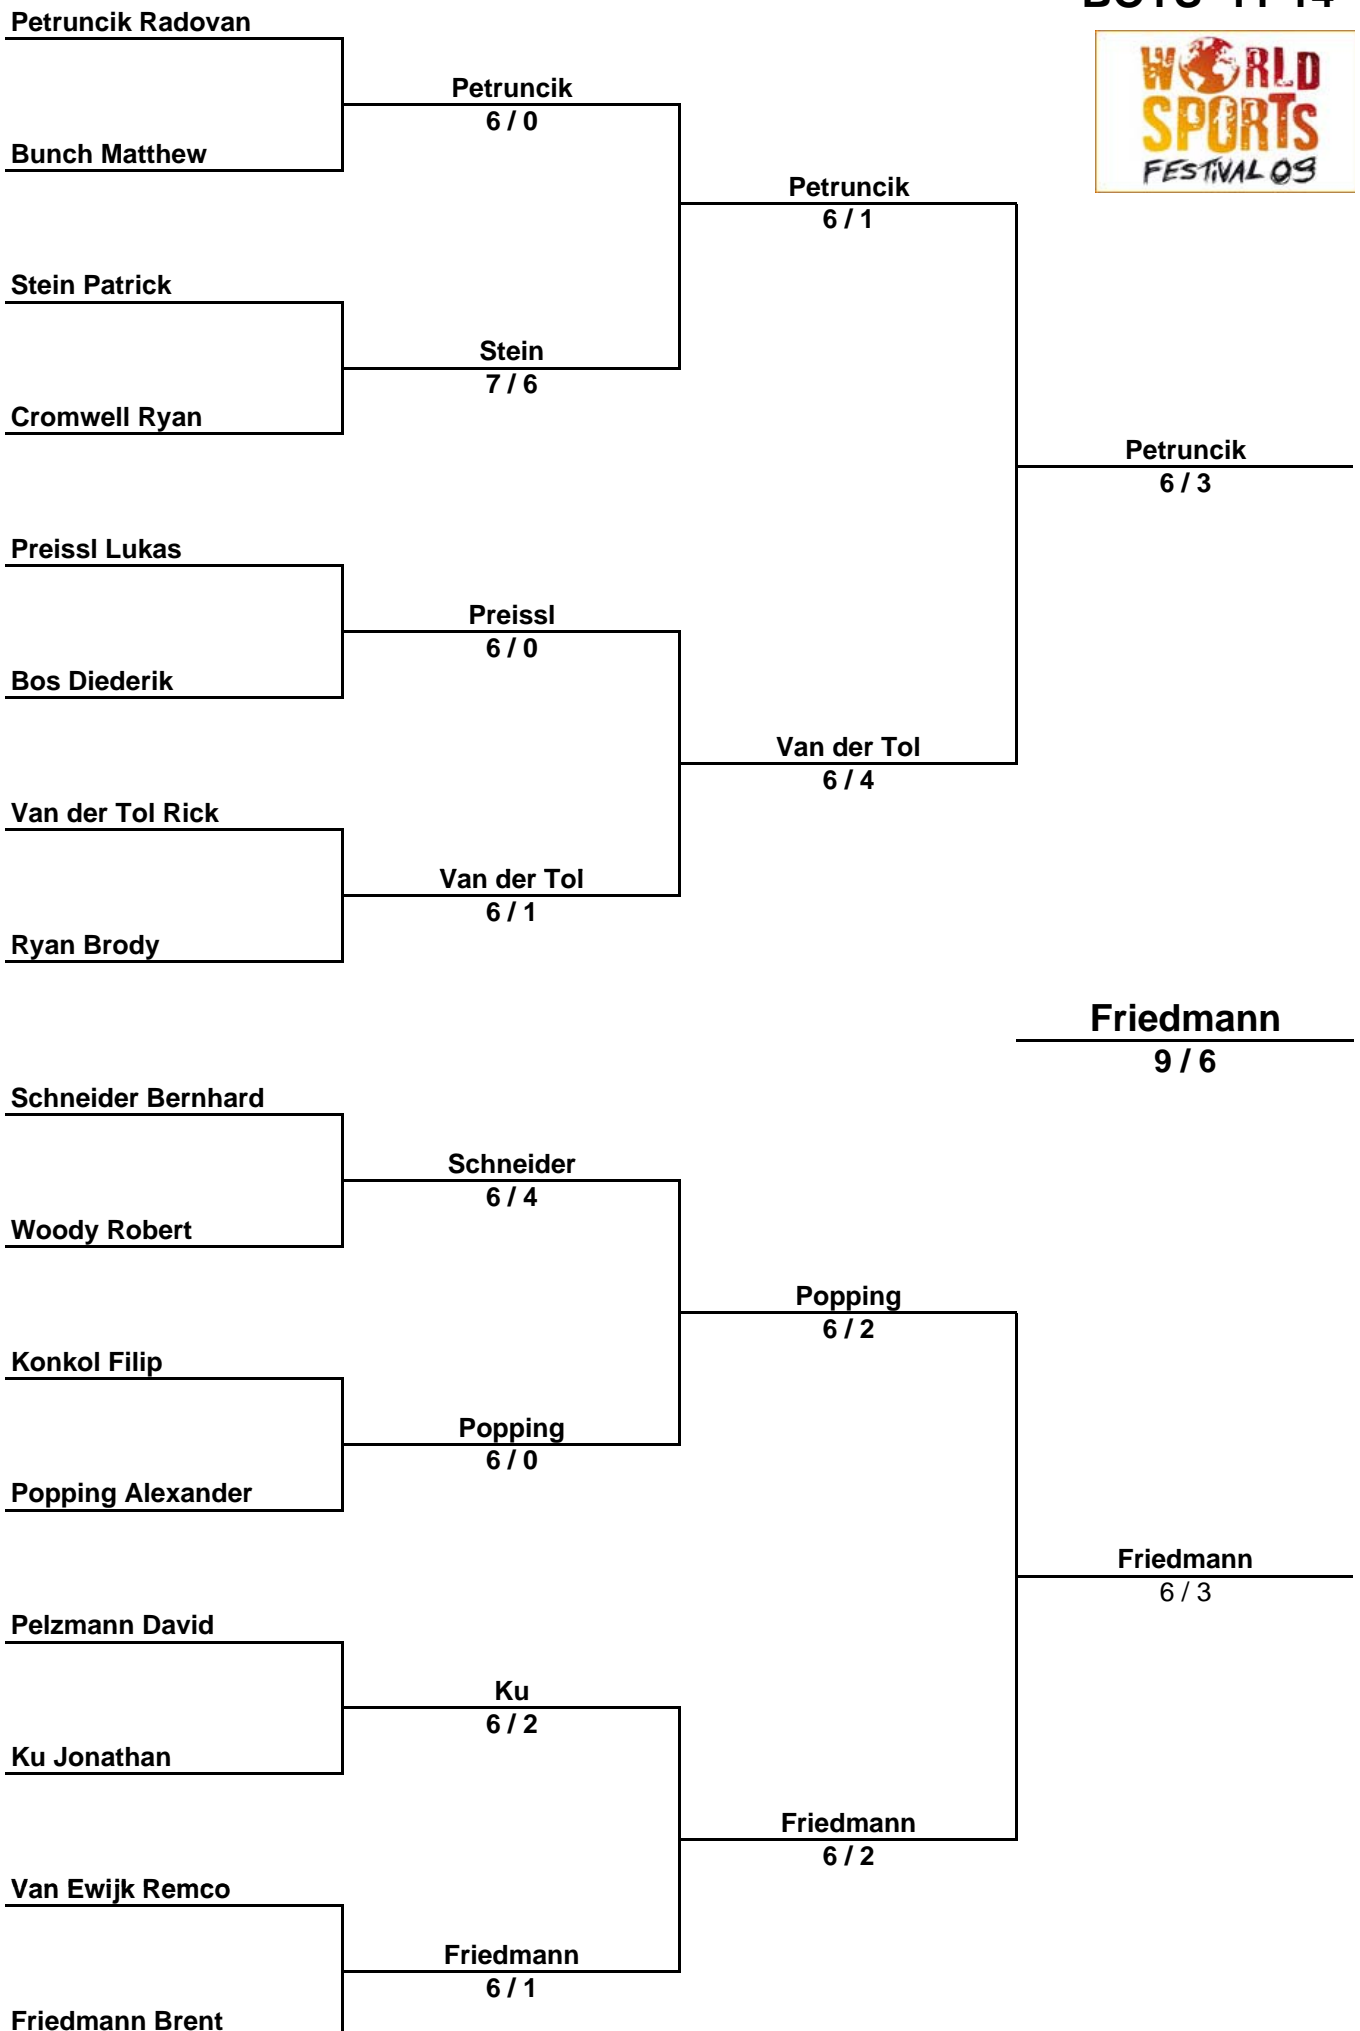 Petruncik Radovan
Petruncik
6 / 0
Bunch Matthew
WORLD
SPORTS
FESTIVAL 09
Petruncik
6 / 1
Stein Patrick
Stein
7 / 6
Cromwell Ryan
Petruncik
6 / 3
Preissl Lukas
Preissl
6 / 0
Bos Diederik
Van der Tol
6 / 4
Van der Tol Rick
Van der Tol
6 / 1
Ryan Brody
Friedmann
9 / 6
Schneider Bernhard
Schneider
6 / 4
Woody Robert
Popping
6 / 2
Konkol Filip
Popping
6 / 0
Popping Alexander
Friedmann
6 / 3
Pelzmann David
Ku
6 / 2
Ku Jonathan
Friedmann
6 / 2
Van Ewijk Remco
Friedmann
6 / 1
Friedmann Brent